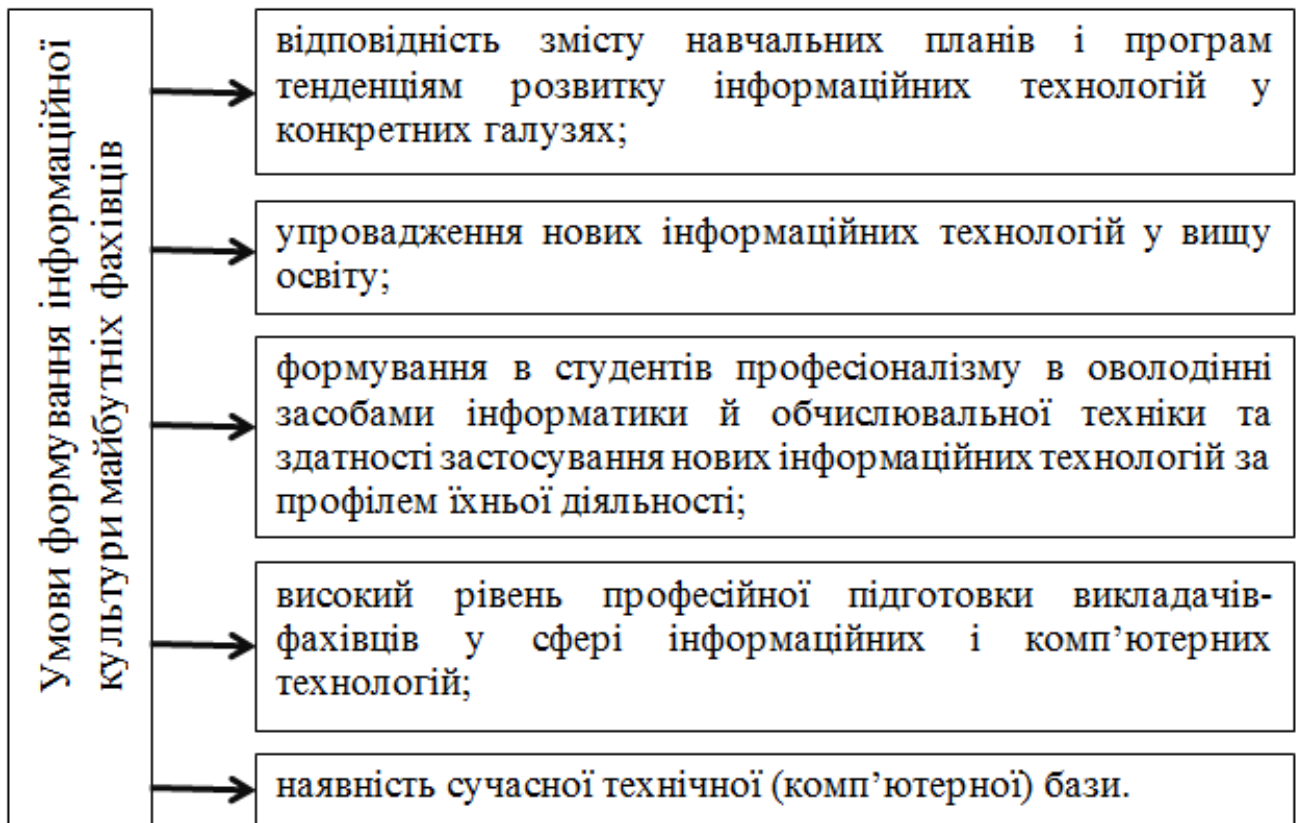 Умови формування інформаційної
культури майбутніх фахівців
відповідність змісту навчальних планів і програм
тенденціям розвитку інформаційних технологій у
конкретних галузях;
упровадження нових інформаційних технологій у вищу
освіту;
формування в студентів професіоналізму в оволодінні
засобами інформатики й обчислювальної техніки та
здатності застосування нових інформаційних технологій за
профілем їхньої діяльності;
високий рівень професійної підготовки викладачів-
фахівців у сфері інформаційних і комп’ютерних
технологій;
наявність сучасної технічної (комп’ютерної) бази.